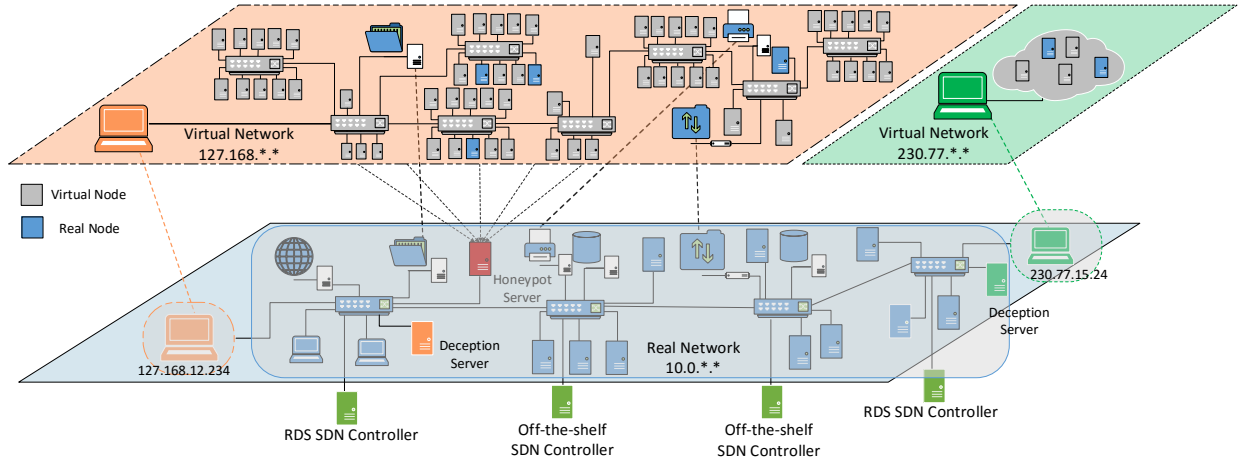 Virtual Network
127.168.*.*
Virtual Network
230.77.*.*
Virtual Node
Real Node
Honeypot
Server
230.77.15.24
Deception
Server
Deception
Server
Real Network
10.0.*.*
127.168.12.234
RDS SDN Controller
Off-the-shelf
SDN Controller
Off-the-shelf
SDN Controller
RDS SDN Controller